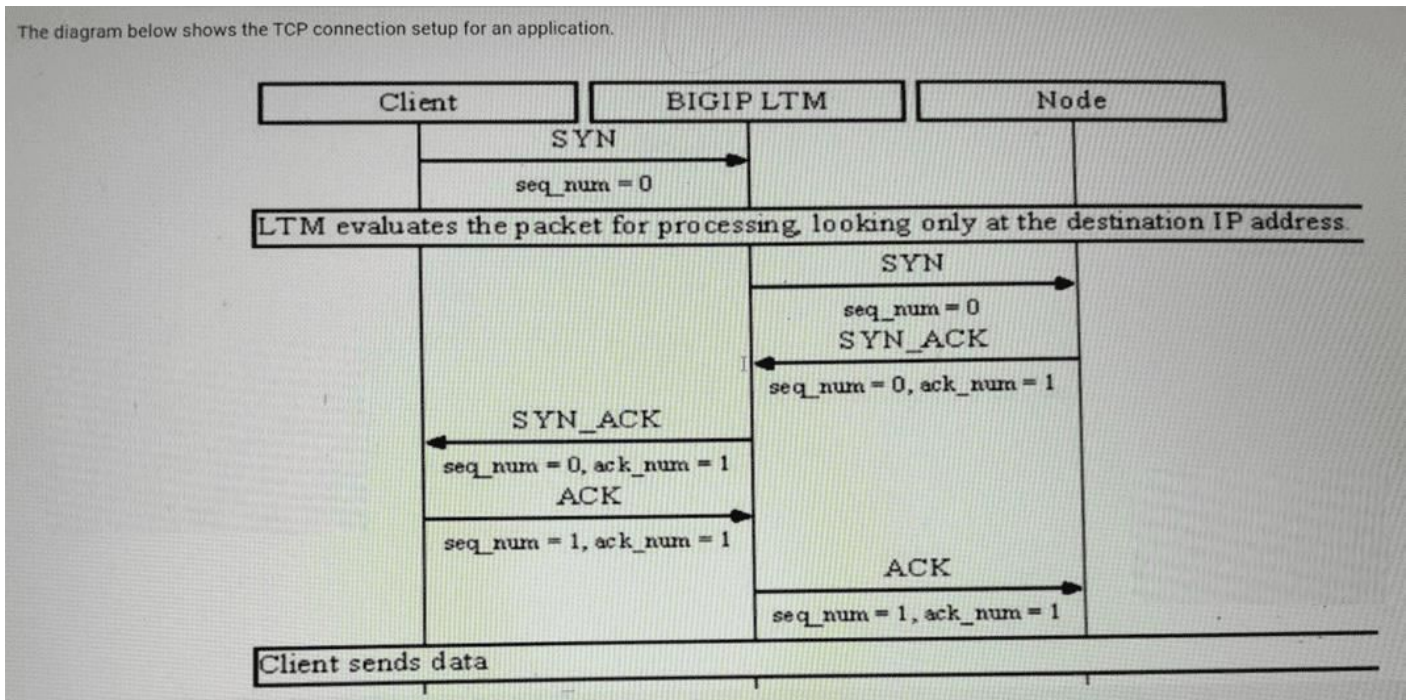 The diagram below shows the TCP connection setup for an application.
Client BIGIP LTM Node
SYN
seq_num = 0
LTM evaluates the packet for processing, looking only at the destination IP address.
SYN
seq_num = 0
SYN_ACK
seq_num = 0, ack_num = 1
SYN_ACK
seq_num = 0, ack_num = 1
ACK
seq_num = 1, ack_num = 1
ACK
seq_num = 1, ack_num = 1
Client sends data